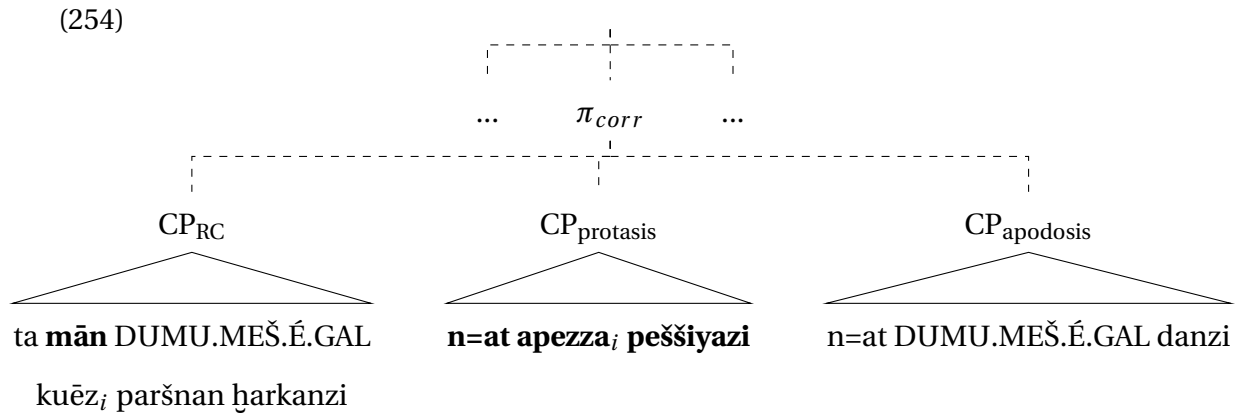 (254)
... π_corr ...
CP_RC CP_protasis CP_apodosis
ta mān DUMU.MEŠ.É.GAL n=at apezza_i peššiyazi n=at DUMU.MEŠ.É.GAL danzi
kuēz_i paršnan ḫarkanzi